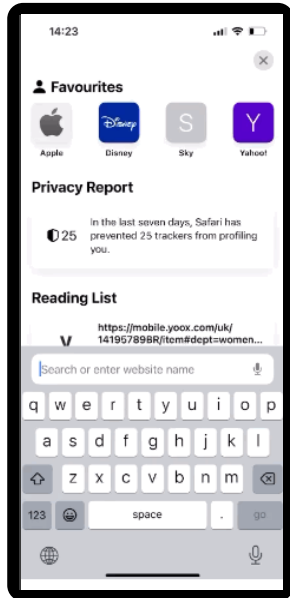 14:23
Favourites
Disney
S
Y
Apple
Disney
Sky
Yahoo!
Privacy Report
25
In the last seven days, Safari has
prevented 25 trackers from profiling
you.
Reading List
https://mobile.yoox.com/uk/
14195789BR/item#dept=women...
Y
Search or enter website name
q w e r t y u i o p
a s d f g h j k l
z x c v b n m
123 space . go